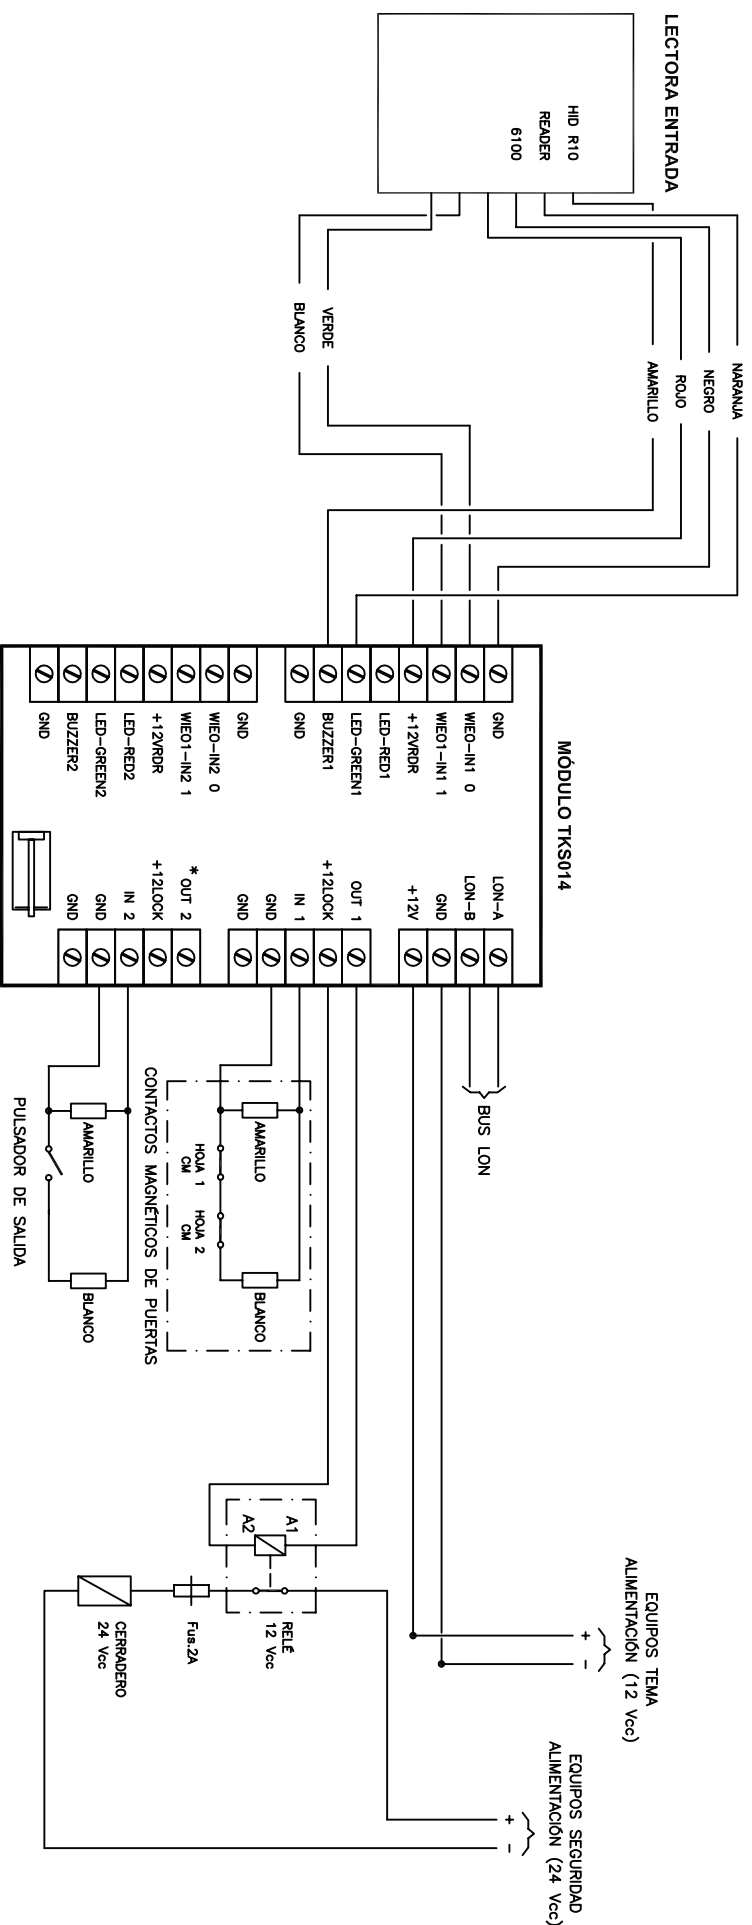 LECTORA ENTRADA
HID R10
READER
6100
NARANJA
NEGRO
ROJO
AMARILLO
VERDE
BLANCO
MÓDULO TKS014
GND
WIE0-IN1 0
WIE01-IN1 1
+12VRDR
LED-RED1
LED-GREEN1
BUZZER1
GND
GND
WIE0-IN2 0
WIE01-IN2 1
+12VRDR
LED-RED2
LED-GREEN2
BUZZER2
GND
LON-A
LON-B
GND
+12V
OUT 1
+12LOCK
IN 1
GND
GND
* OUT 2
+12LOCK
IN 2
GND
GND
BUS LON
AMARILLO
HOJA 1
CM
HOJA 2
CM
BLANCO
CONTACTOS MAGNÉTICOS DE PUERTAS
AMARILLO
BLANCO
PULSADOR DE SALIDA
A1
A2
RELÉ
12 Vcc
Fus.2A
CERRADERO
24 Vcc
EQUIPOS TEMA
ALIMENTACIÓN (12 Vcc)
+
-
EQUIPOS SEGURIDAD
ALIMENTACIÓN (24 Vcc)
+
-